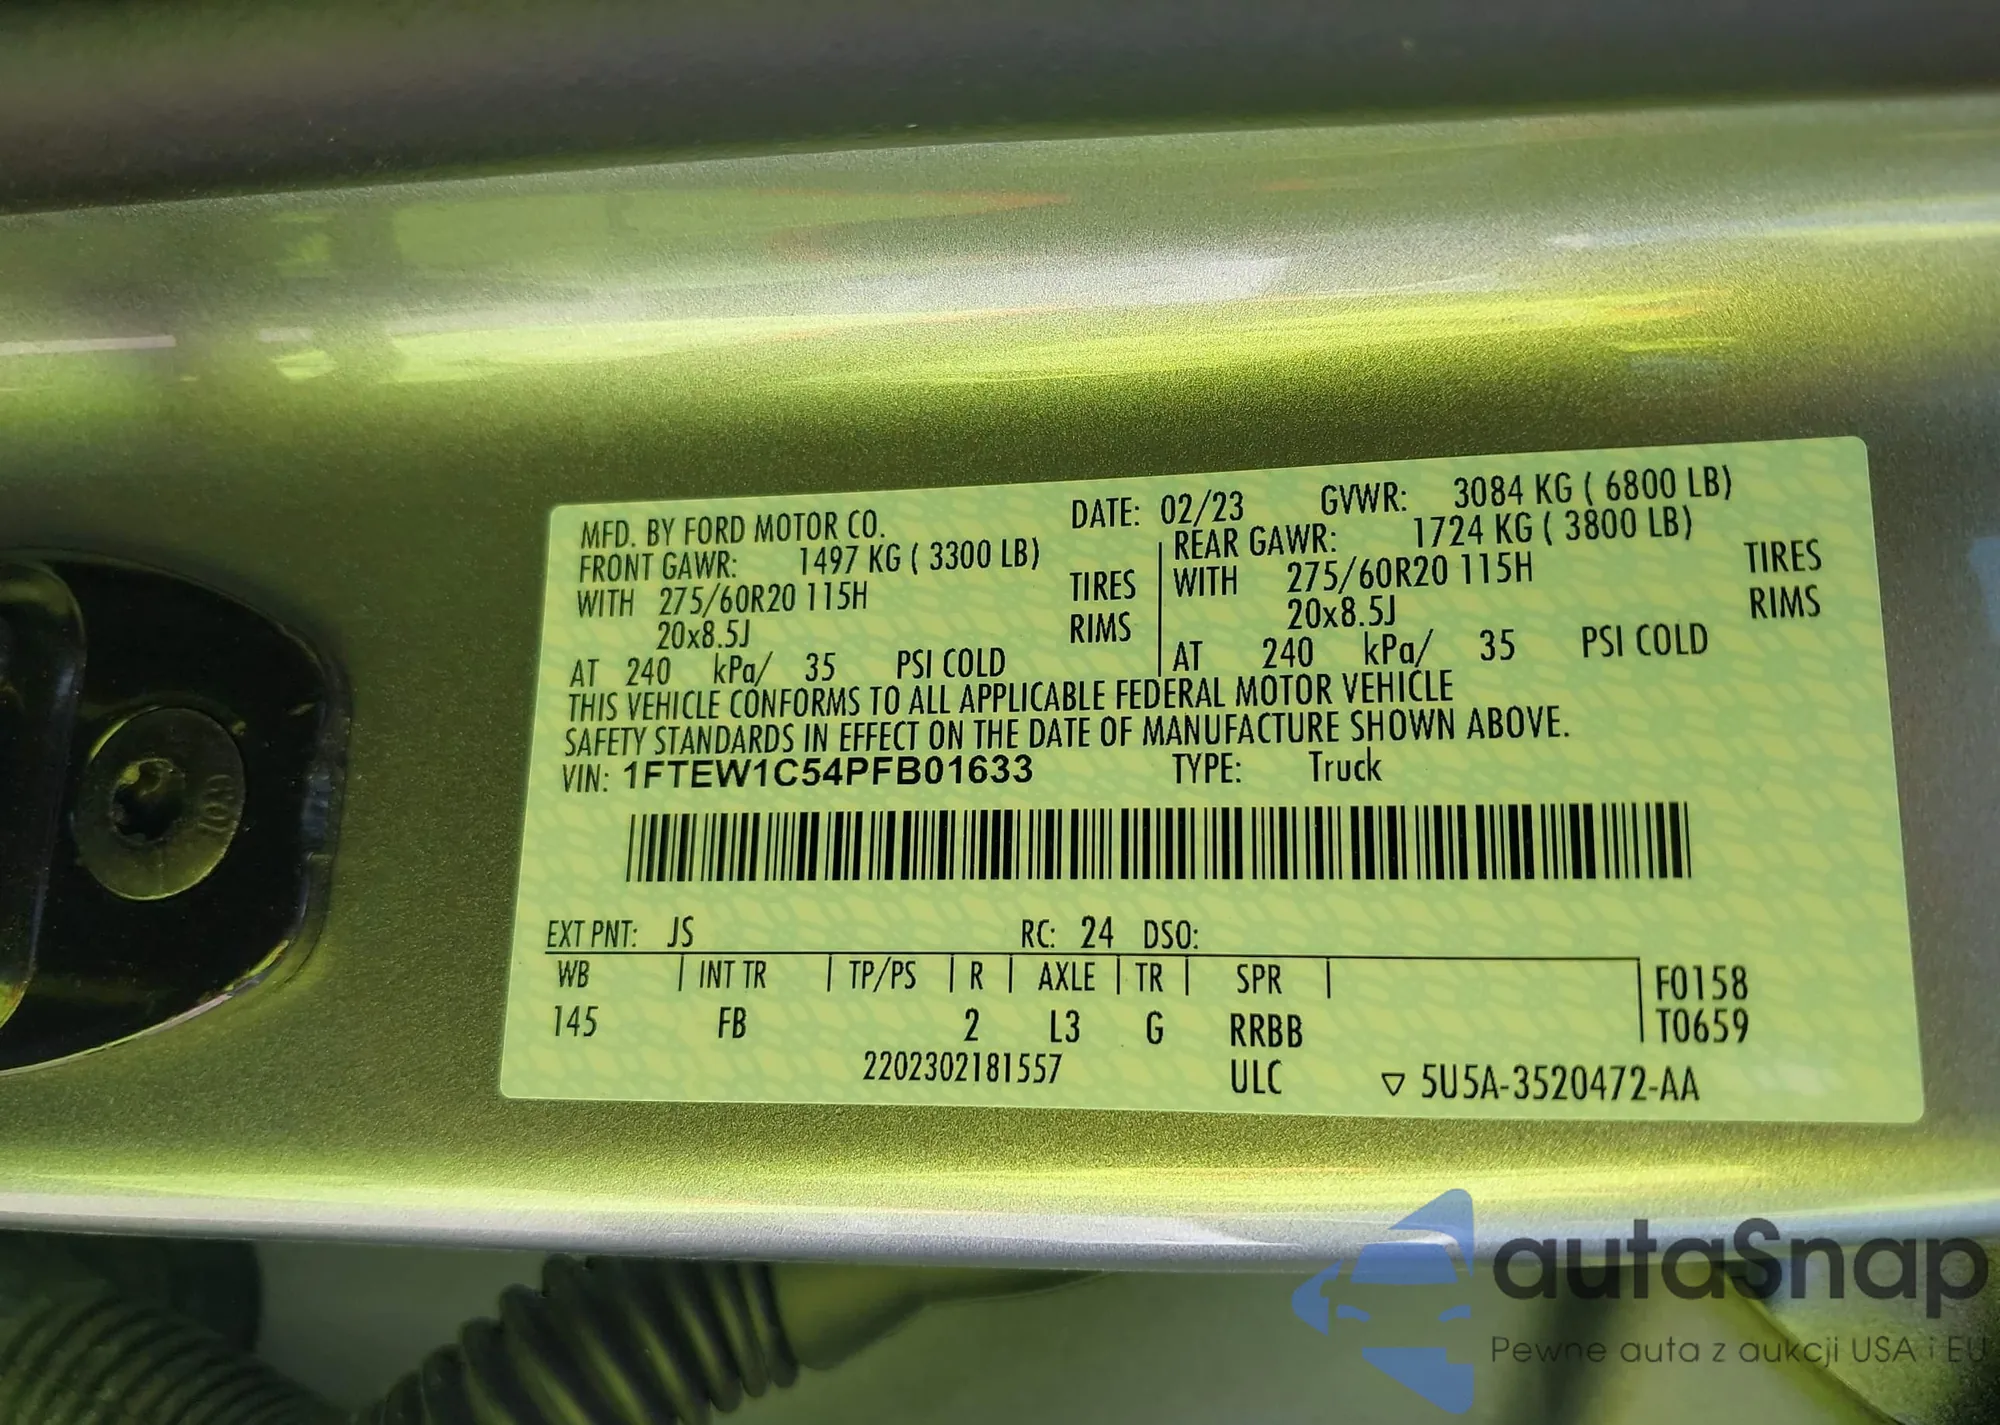 MFD. BY FORD MOTOR CO. DATE: 02/23 GVWR: 3084 KG ( 6800 LB)
FRONT GAWR: 1497 KG ( 3300 LB) REAR GAWR: 1724 KG ( 3800 LB)
WITH 275/60R20 115H TIRES WITH 275/60R20 115H TIRES
20x8.5J RIMS 20x8.5J RIMS
AT 240 kPa/ 35 PSI COLD AT 240 kPa/ 35 PSI COLD
THIS VEHICLE CONFORMS TO ALL APPLICABLE FEDERAL MOTOR VEHICLE
SAFETY STANDARDS IN EFFECT ON THE DATE OF MANUFACTURE SHOWN ABOVE.
VIN: 1FTEW1C54PFB01633 TYPE: Truck
EXT PNT: JS RC: 24 DSO:
WB INT TR TP/PS R AXLE TR SPR F0158
145 FB 2 L3 G RRBB T0659
2202302181557 ULC ▽ 5U5A-3520472-AA
autaSnap
Pewne auta z aukcji USA i EU